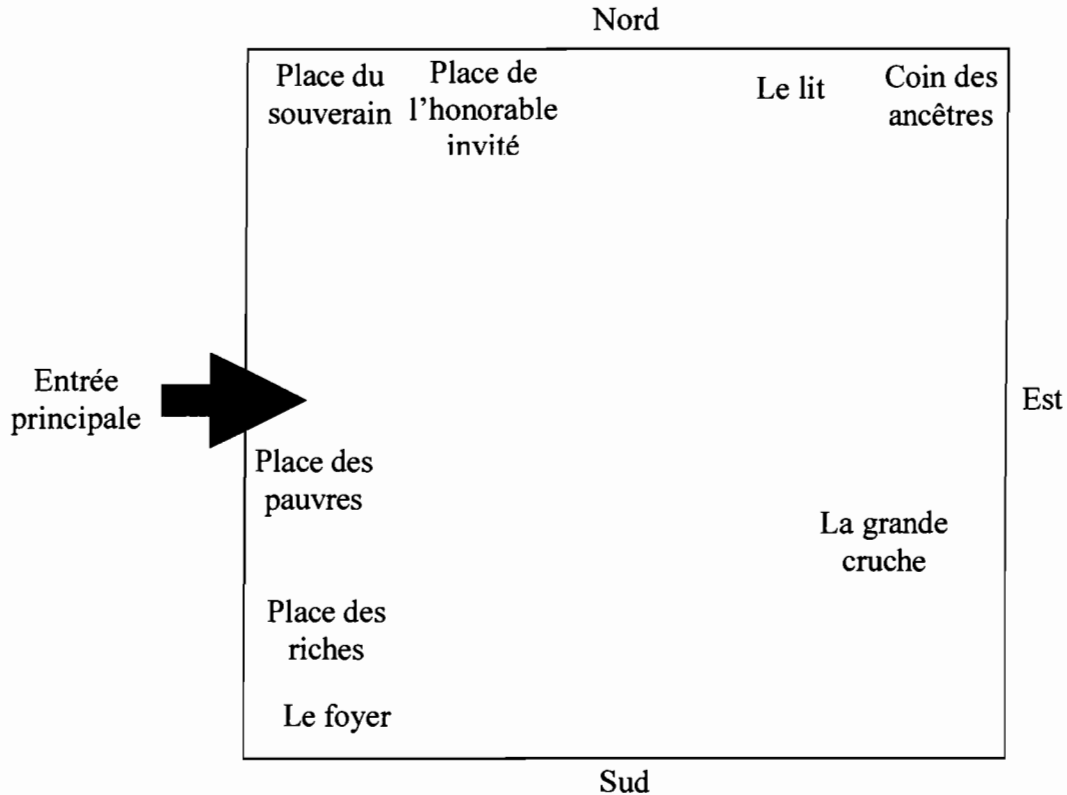 Nord
Place du
souverain
Place de
l'honorable
invité
Le lit
Coin des
ancêtres
Entrée
principale
Est
Place des
pauvres
La grande
cruche
Place des
riches
Le foyer
Sud